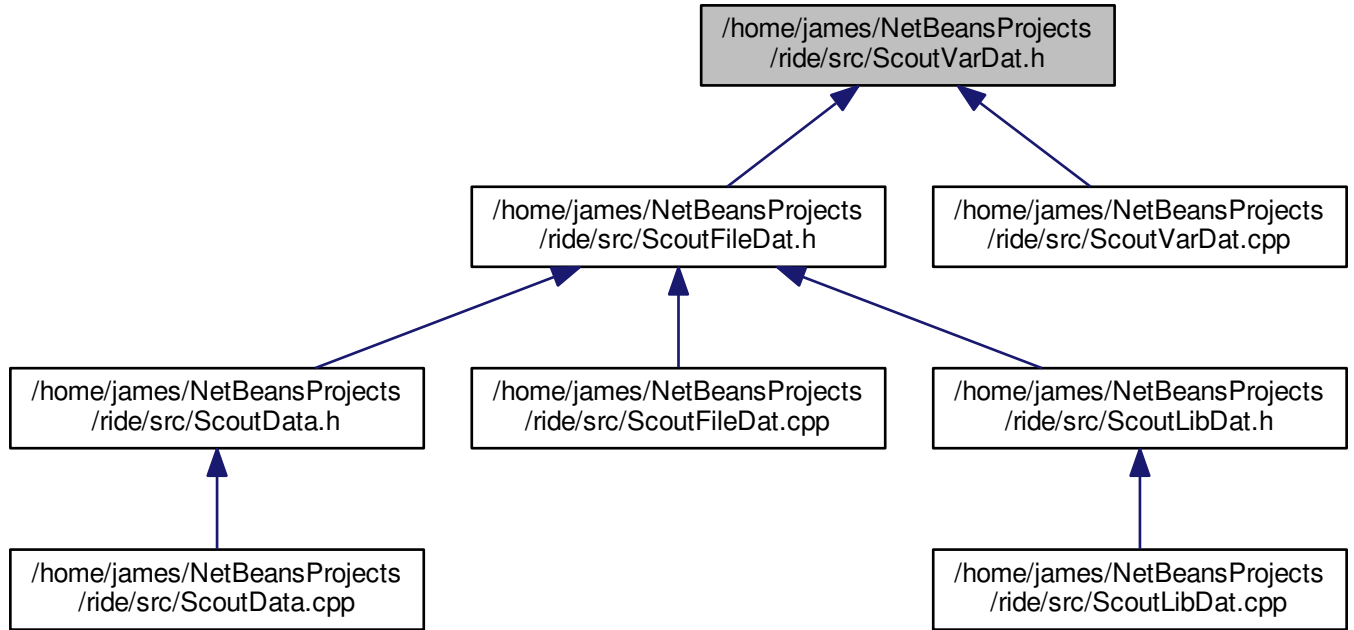 /home/james/NetBeansProjects
/ride/src/ScoutVarDat.h
/home/james/NetBeansProjects
/ride/src/ScoutFileDat.h
/home/james/NetBeansProjects
/ride/src/ScoutVarDat.cpp
/home/james/NetBeansProjects
/ride/src/ScoutData.h
/home/james/NetBeansProjects
/ride/src/ScoutFileDat.cpp
/home/james/NetBeansProjects
/ride/src/ScoutLibDat.h
/home/james/NetBeansProjects
/ride/src/ScoutData.cpp
/home/james/NetBeansProjects
/ride/src/ScoutLibDat.cpp